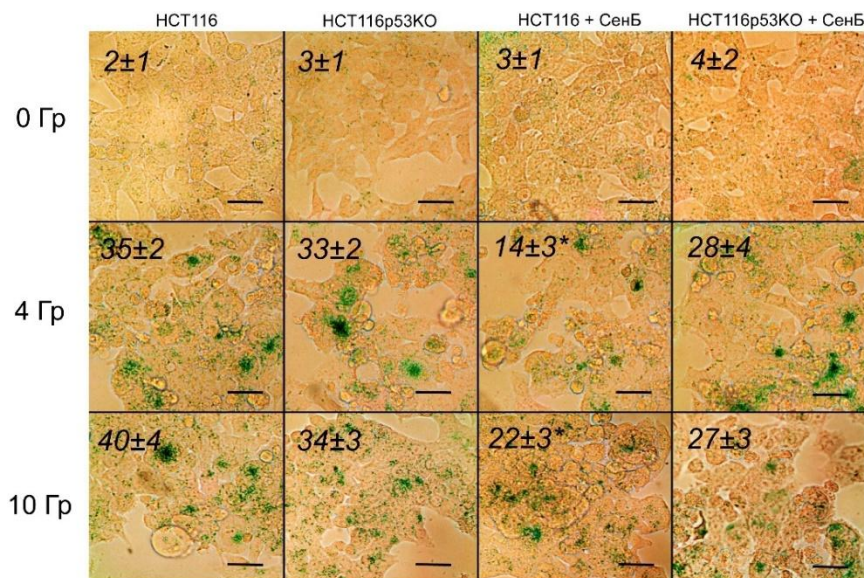 HCT116 HCT116p53KO HCT116 + СенБ HCT116p53KO + СенБ
0 Гр 2±1 3±1 3±1 4±2
4 Гр 35±2 33±2 14±3* 28±4
10 Гр 40±4 34±3 22±3* 27±3